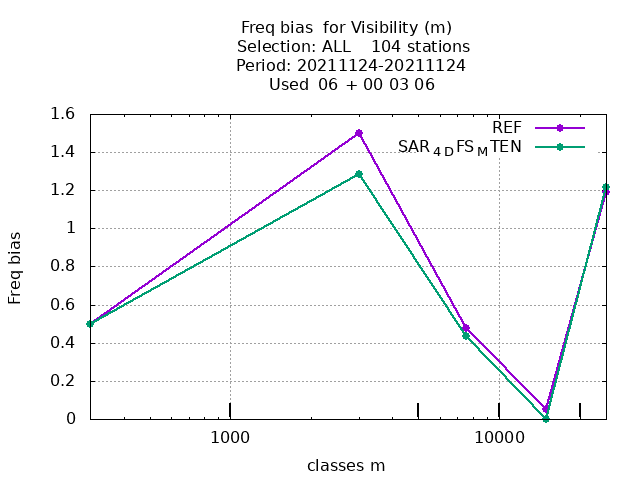 Freq bias  for Visibility (m)
Selection: ALL    104 stations
Period: 20211124-20211124
Used  06 + 00 03 06
1.6
1.4
1.2
1
0.8
0.6
0.4
0.2
0
Freq bias
REF
SAR4DFSMTEN
1000
10000
classes m